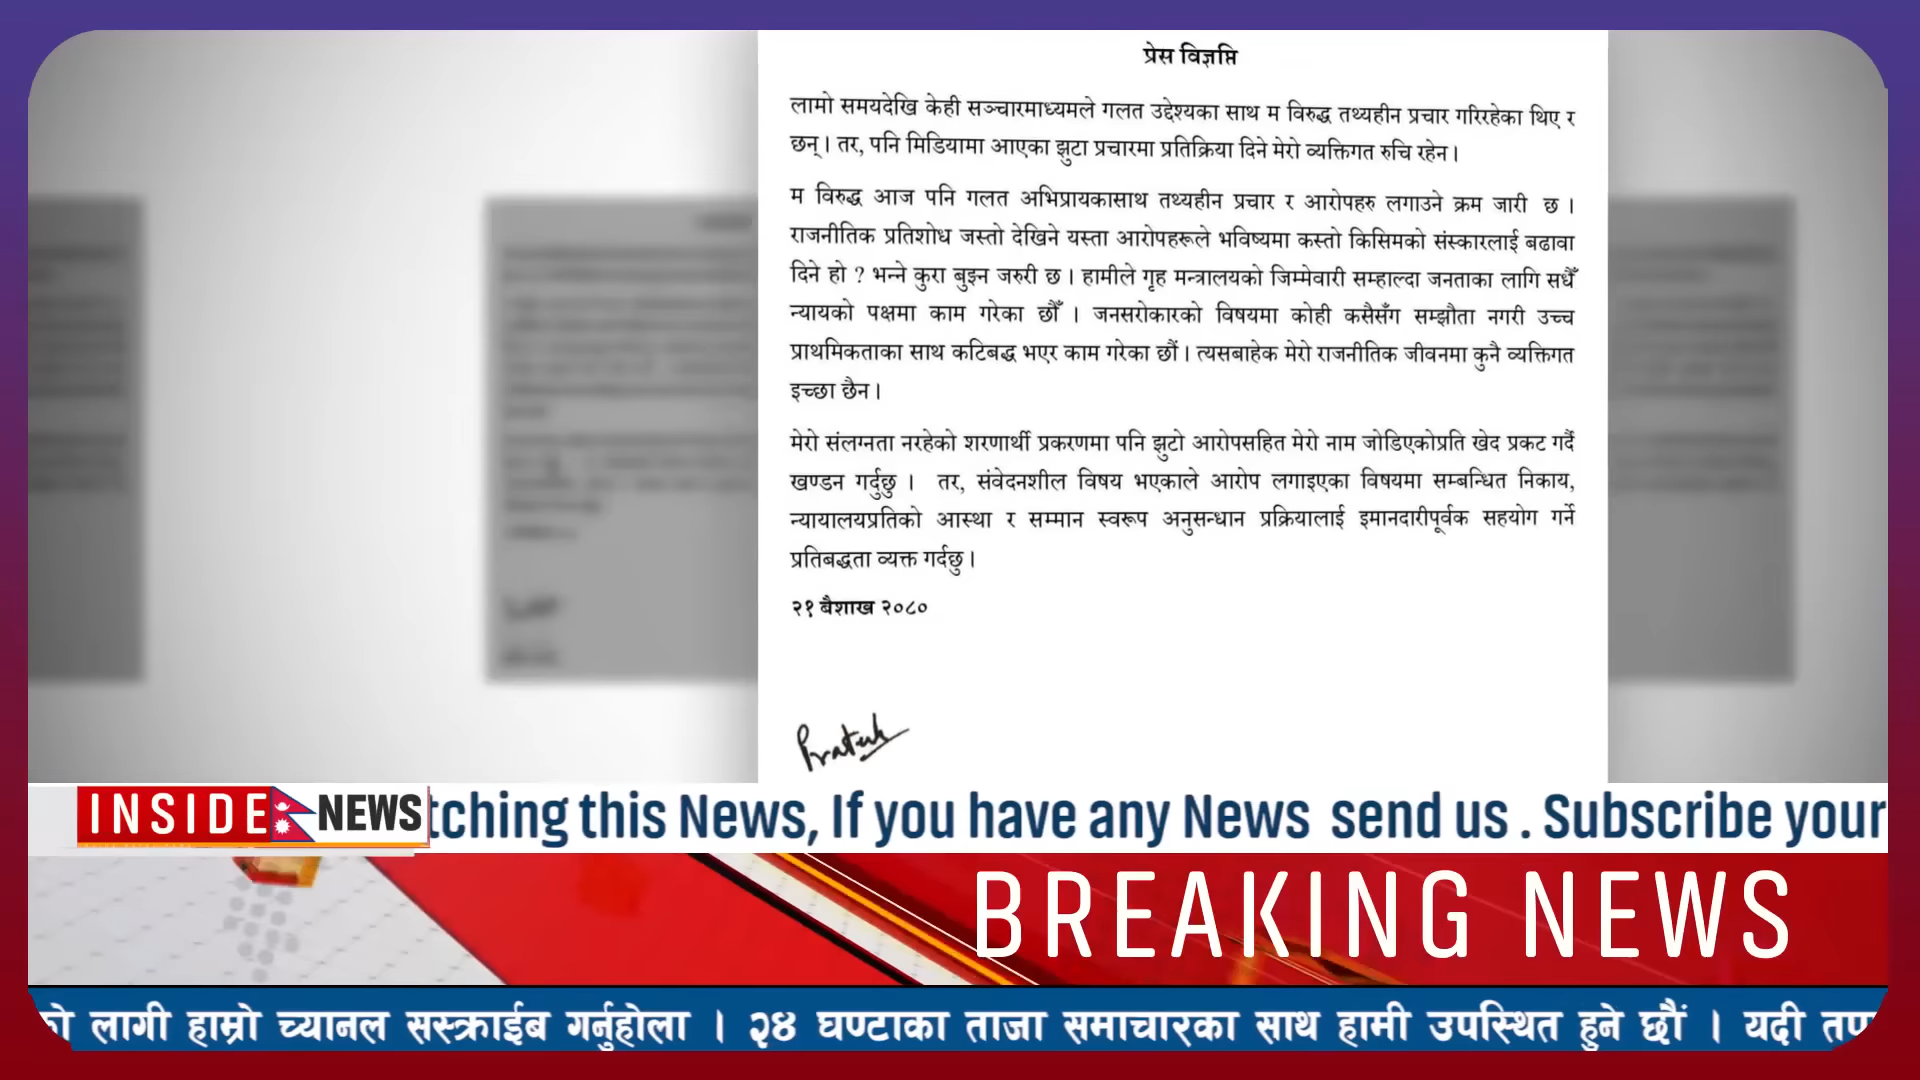 प्रेस विज्ञप्ति
लामो समयदेखि केही सञ्चारमाध्यमले गलत उद्देश्यका साथ म विरुद्ध तथ्यहीन प्रचार गरिरहेका थिए र
छन् । तर, पनि मिडियामा आएका झुटा प्रचारमा प्रतिक्रिया दिने मेरो व्यक्तिगत रुचि रहेन ।
म विरुद्ध आज पनि गलत अभिप्रायकासाथ तथ्यहीन प्रचार र आरोपहरु लगाउने क्रम जारी छ ।
राजनीतिक प्रतिशोध जस्तो देखिने यस्ता आरोपहरूले भविष्यमा कस्तो किसिमको संस्कारलाई बढावा
दिने हो ? भन्ने कुरा बुझ्न जरुरी छ । हामीले गृह मन्त्रालयको जिम्मेवारी सम्हाल्दा जनताका लागि सधैँ
न्यायको पक्षमा काम गरेका छौँ । जनसरोकारको विषयमा कोही कसैसँग सम्झौता नगरी उच्च
प्राथमिकताका साथ कटिबद्ध भएर काम गरेका छौं । त्यसबाहेक मेरो राजनीतिक जीवनमा कुनै व्यक्तिगत
इच्छा छैन ।
मेरो संलग्नता नरहेको शरणार्थी प्रकरणमा पनि झुटो आरोपसहित मेरो नाम जोडिएकोप्रति खेद प्रकट गर्दै
खण्डन गर्दुछु । तर, संवेदनशील विषय भएकाले आरोप लगाइएका विषयमा सम्बन्धित निकाय,
न्यायालयप्रतिको आस्था र सम्मान स्वरूप अनुसन्धान प्रक्रियालाई इमानदारीपूर्वक सहयोग गर्ने
प्रतिबद्धता व्यक्त गर्दछु ।
२१ बैशाख २०८०
Prateek
INSIDE NEWS
tching this News, If you have any News send us . Subscribe your
BREAKING NEWS
को लागी हाम्रो च्यानल सस्क्राईब गर्नुहोला । २४ घण्टाका ताजा समाचारका साथ हामी उपस्थित हुने छौं । यदी